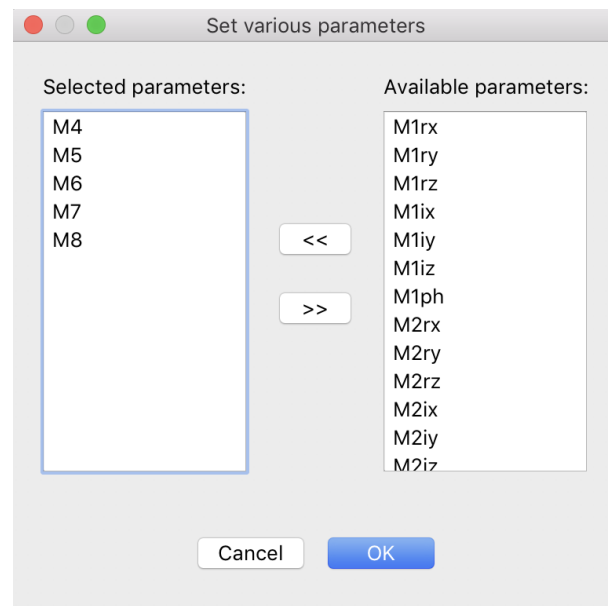 Set various parameters
Selected parameters:
Available parameters:
M4
M5
M6
M7
M8
<<
>>
M1rx
M1ry
M1rz
M1ix
M1iy
M1iz
M1ph
M2rx
M2ry
M2rz
M2ix
M2iy
M2iz
Cancel
OK